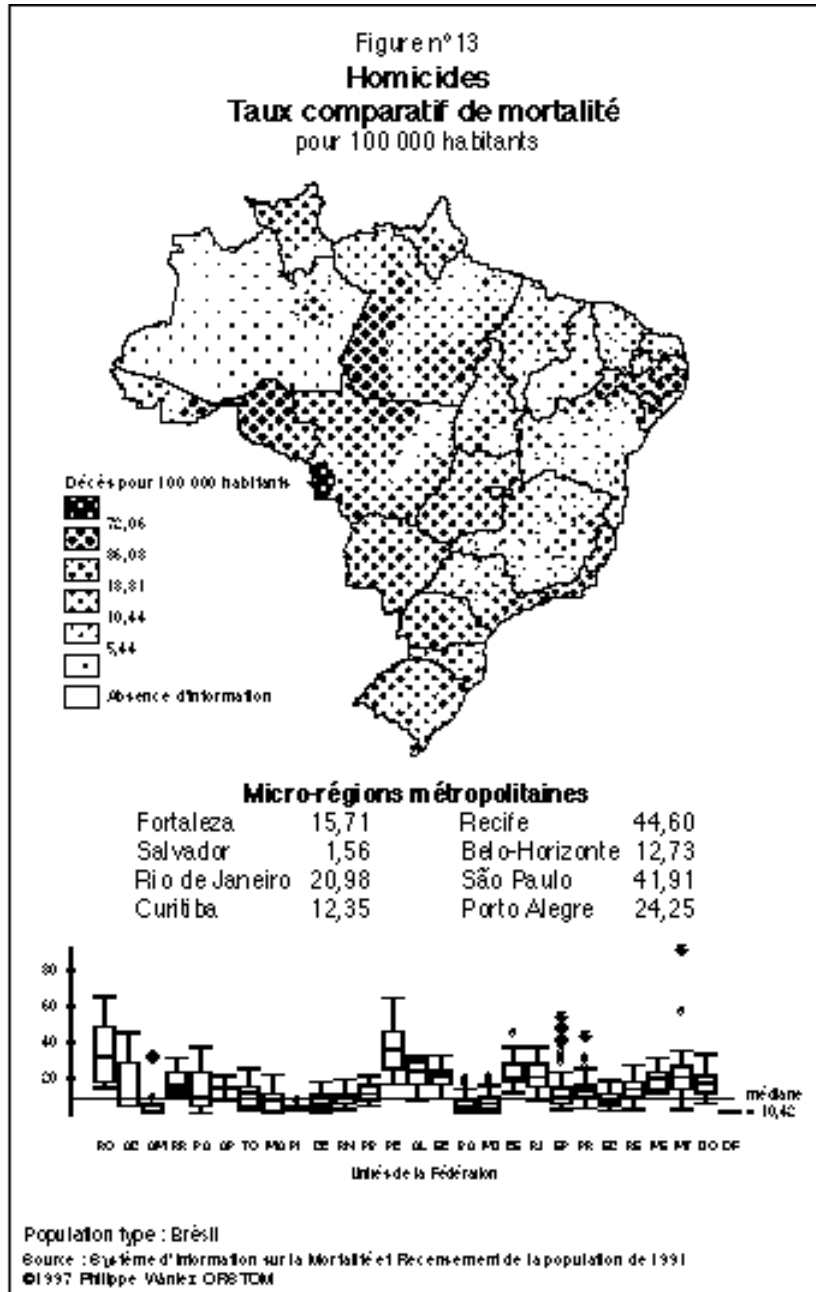 Figure n° 13
Homicides
Taux comparatif de mortalité
pour 100 000 habitants
Décés pour 100 000 habitants
72,06
18,81
10,44
5,44
Absence d'information
Micro-régions métropolitaines
Fortaleza 15,71 Recife 44,60
Salvador 1,56 Belo-Horizonte 12,73
Rio de Janeiro 20,98 São Paulo 41,91
Curitiba 12,35 Porto Alegre 24,25
80
60
40
20
médiane
= 10,42
RO AC AM RR PA AP TO MA PI CE RN PB PE AL SE BA MG ES RJ SP PR SC RS MS MT GO DF
Unités de la Fédération
Population type : Brésil
Source : Système d'Information sur la Mortalité et Recensement de la population de 1991
©1997 Philippe Waniez ORSTOM